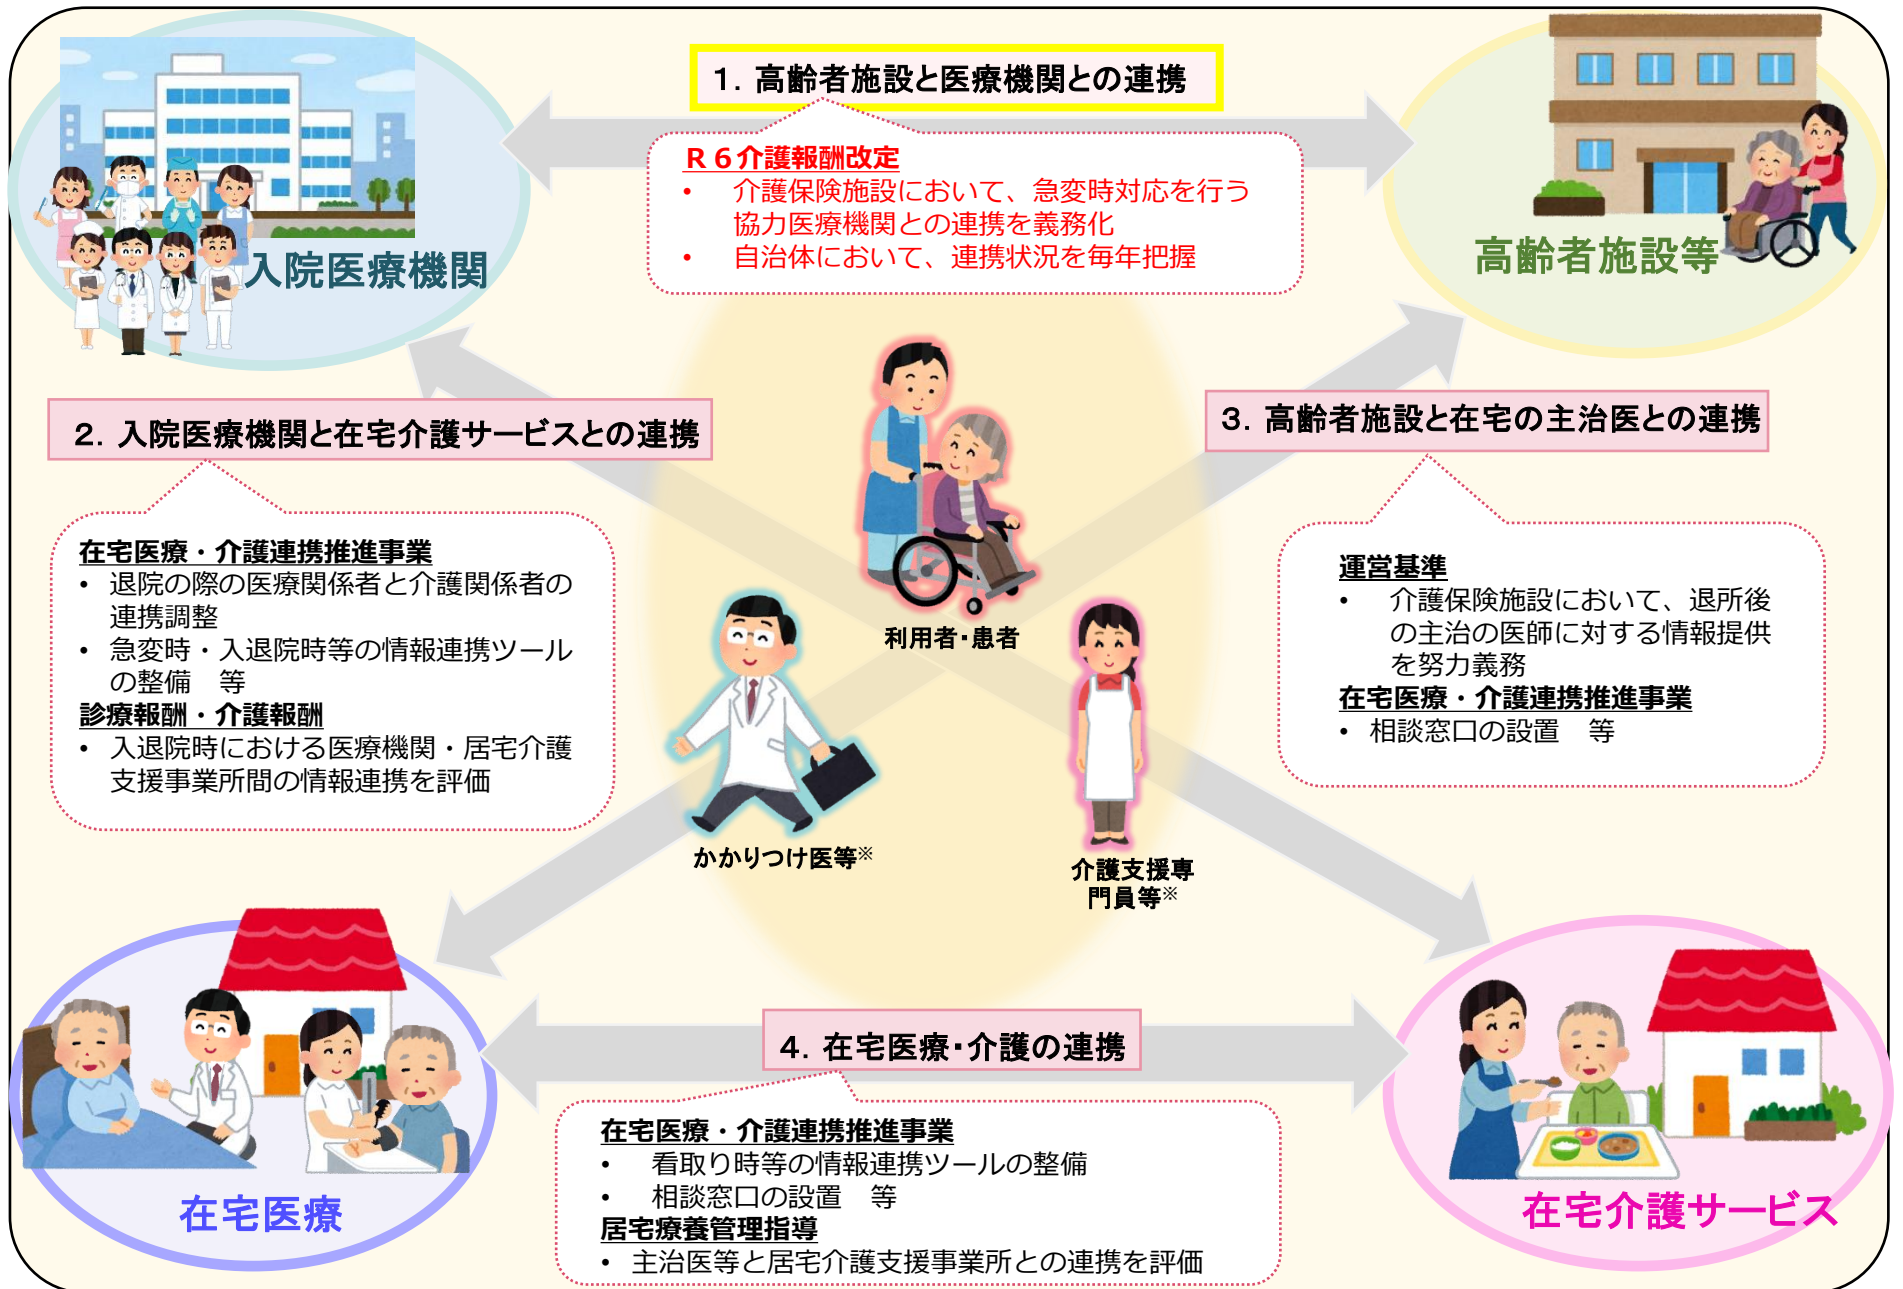 1．高齢者施設と医療機関との連携
R６介護報酬改定
• 介護保険施設において、急変時対応を行う
協力医療機関との連携を義務化
• 自治体において、連携状況を毎年把握
入院医療機関
高齢者施設等
2．入院医療機関と在宅介護サービスとの連携
在宅医療・介護連携推進事業
• 退院の際の医療関係者と介護関係者の
連携調整
• 急変時・入退院時等の情報連携ツール
の整備　等
診療報酬・介護報酬
• 入退院時における医療機関・居宅介護
支援事業所間の情報連携を評価
3．高齢者施設と在宅の主治医との連携
運営基準
• 介護保険施設において、退所後
の主治の医師に対する情報提供
を努力義務
在宅医療・介護連携推進事業
• 相談窓口の設置　等
利用者・患者
かかりつけ医等※
介護支援専
門員等※
4．在宅医療・介護の連携
在宅医療・介護連携推進事業
• 看取り時等の情報連携ツールの整備
• 相談窓口の設置　等
居宅療養管理指導
• 主治医等と居宅介護支援事業所との連携を評価
在宅医療
在宅介護サービス